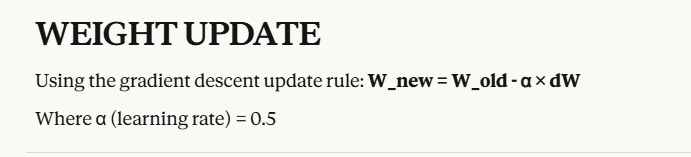 WEIGHT UPDATE
Using the gradient descent update rule: W_new = W_old - α × dW
Where α (learning rate) = 0.5